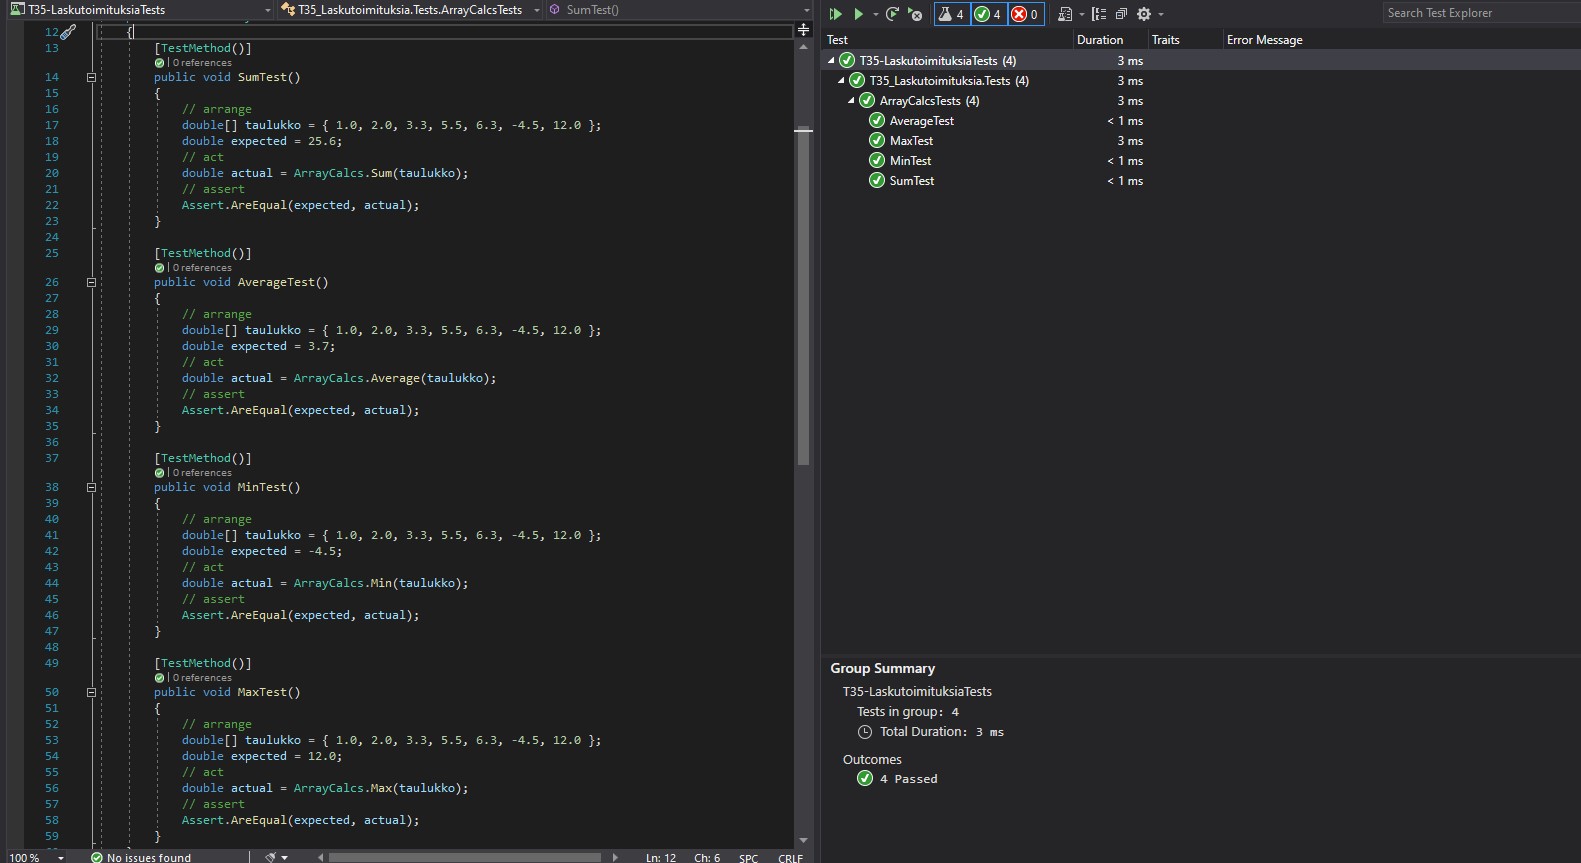 T35-LaskutoimituksiaTests T35_Laskutoimituksia.Tests.ArrayCalcsTests SumTest()
12 {
13 [TestMethod()]
0 references
14 public void SumTest()
15 {
16 // arrange
17 double[] taulukko = { 1.0, 2.0, 3.3, 5.5, 6.3, -4.5, 12.0 };
18 double expected = 25.6;
19 // act
20 double actual = ArrayCalcs.Sum(taulukko);
21 // assert
22 Assert.AreEqual(expected, actual);
23 }
24
25 [TestMethod()]
0 references
26 public void AverageTest()
27 {
28 // arrange
29 double[] taulukko = { 1.0, 2.0, 3.3, 5.5, 6.3, -4.5, 12.0 };
30 double expected = 3.7;
31 // act
32 double actual = ArrayCalcs.Average(taulukko);
33 // assert
34 Assert.AreEqual(expected, actual);
35 }
36
37 [TestMethod()]
0 references
38 public void MinTest()
39 {
40 // arrange
41 double[] taulukko = { 1.0, 2.0, 3.3, 5.5, 6.3, -4.5, 12.0 };
42 double expected = -4.5;
43 // act
44 double actual = ArrayCalcs.Min(taulukko);
45 // assert
46 Assert.AreEqual(expected, actual);
47 }
48
49 [TestMethod()]
0 references
50 public void MaxTest()
51 {
52 // arrange
53 double[] taulukko = { 1.0, 2.0, 3.3, 5.5, 6.3, -4.5, 12.0 };
54 double expected = 12.0;
55 // act
56 double actual = ArrayCalcs.Max(taulukko);
57 // assert
58 Assert.AreEqual(expected, actual);
59 }
100 % No issues found Ln: 12 Ch: 6 SPC CRLF
4 4 0 Search Test Explorer
Test Duration Traits Error Message
T35-LaskutoimituksiaTests (4) 3 ms
T35_Laskutoimituksia.Tests (4) 3 ms
ArrayCalcsTests (4) 3 ms
AverageTest < 1 ms
MaxTest 3 ms
MinTest < 1 ms
SumTest < 1 ms
Group Summary
T35-LaskutoimituksiaTests
Tests in group: 4
Total Duration: 3 ms
Outcomes
4 Passed